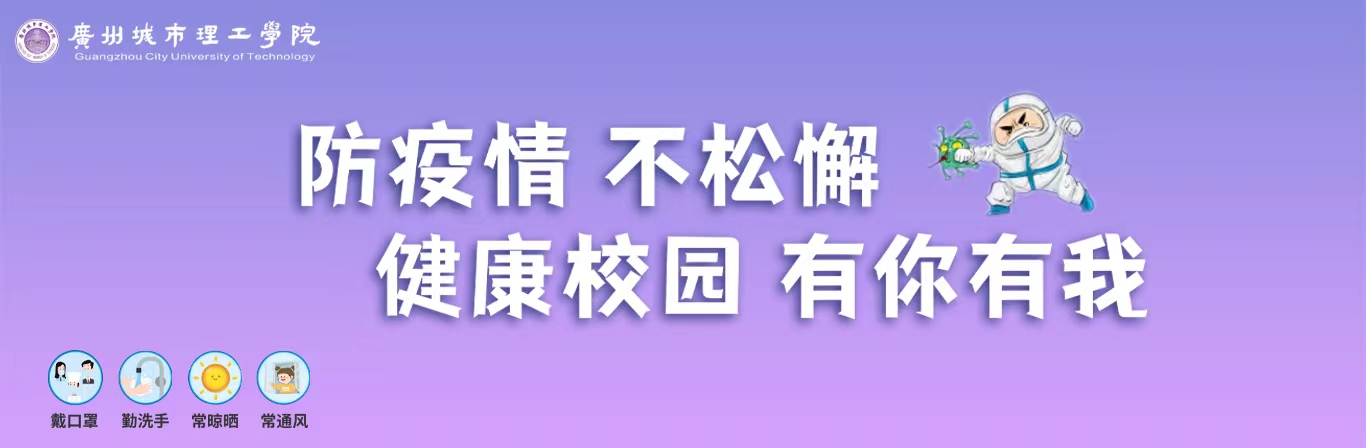 廣州城市理工學院
Guangzhou City University of Technology
防疫情 不松懈
健康校园 有你有我
戴口罩 勤洗手 常晾晒 常通风